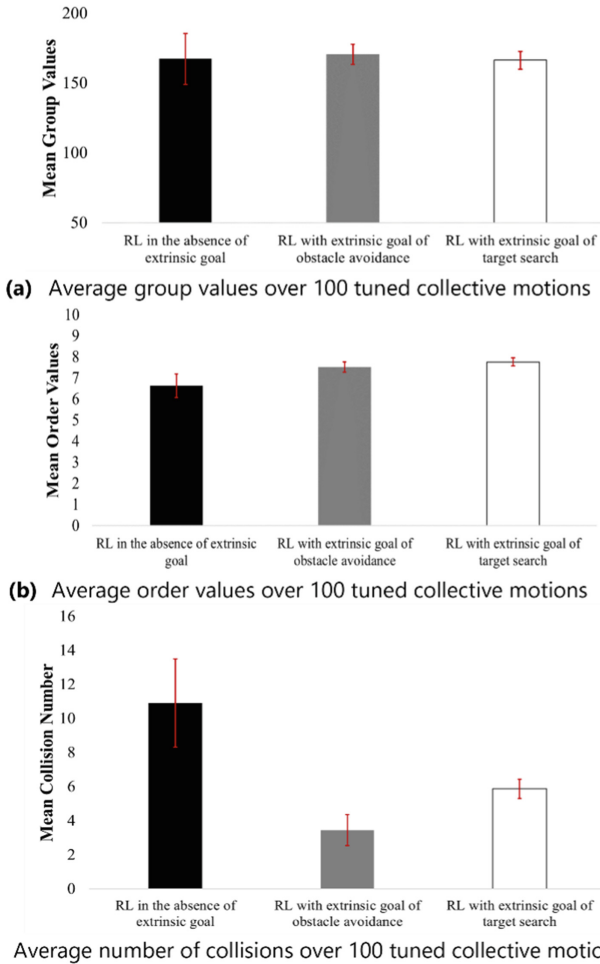 200
150
100
50
Mean Group Values
RL in the absence of
extrinsic goal
RL with extrinsic goal of
obstacle avoidance
RL with extrinsic goal of
target search
(a) Average group values over 100 tuned collective motions
10
9
8
7
6
5
4
3
2
1
0
Mean Order Values
RL in the absence of extrinsic
goal
RL with extrinsic goal of
obstacle avoidance
RL with extrinsic goal of
target search
(b) Average order values over 100 tuned collective motions
16
14
12
10
8
6
4
2
0
Mean Collision Number
RL in the absence of
extrinsic goal
RL with extrinsic goal of
obstacle avoidance
RL with extrinsic goal of
target search
Average number of collisions over 100 tuned collective motio